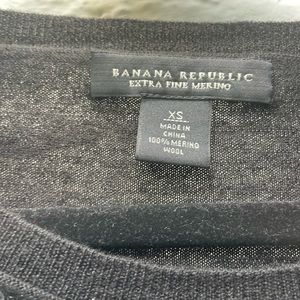 BANANA REPUBLIC
EXTRA FINE MERINO
XS
MADE IN
CHINA
100% MERINO
WOOL